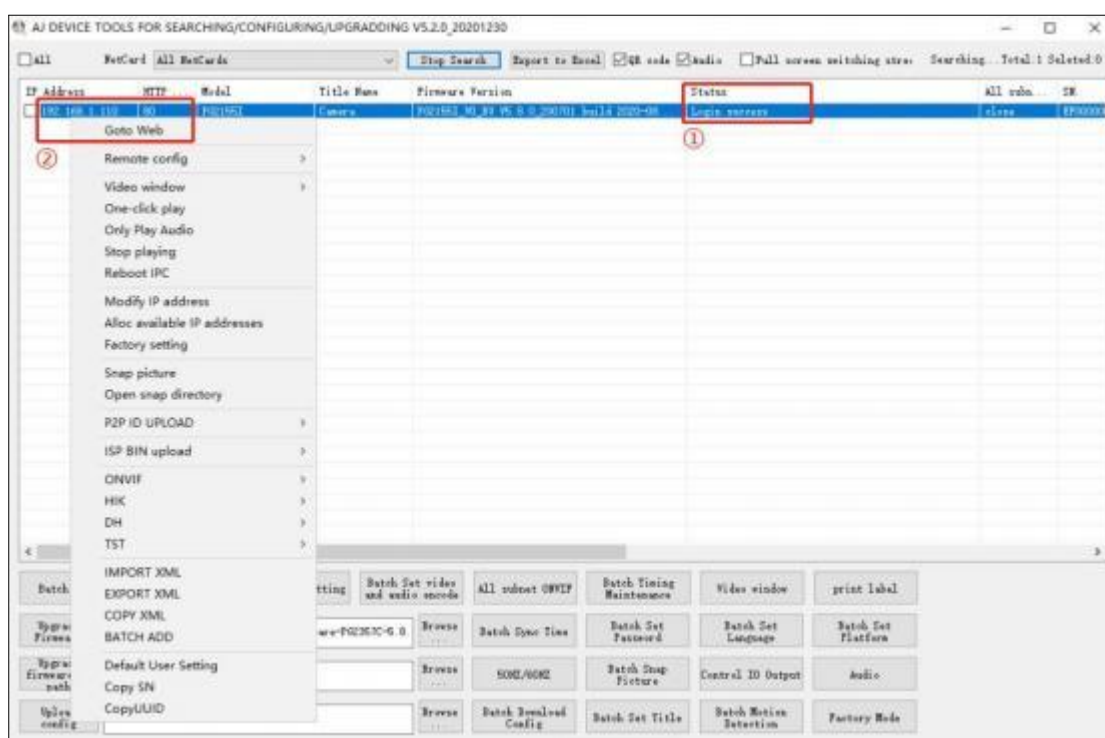 AJ DEVICE TOOLS FOR SEARCHING/CONFIGURING/UPGRADDING V5.2.0_20201230
All NetCard All NetCards Stop Search Export to Excel QR code Audio Full screen switching Searching Total:1 Seleted:0
IP Address HTTP ... Model Title Name Firmware Version Status All subn... SN
192.168.1.110 80 Camera build Login success close
①
②
Goto Web
Remote config
Video window
One-click play
Only Play Audio
Stop playing
Reboot IPC
Modify IP address
Alloc available IP addresses
Factory setting
Snap picture
Open snap directory
P2P ID UPLOAD
ISP BIN upload
ONVIF
HIK
DH
TST
IMPORT XML
EXPORT XML
COPY XML
BATCH ADD
Default User Setting
Copy SN
CopyUUID
Batch
tting
Batch Set video
and audio encode
All subnet ONVIF
Batch Timing
Maintenance
Video window
print label
Browse
...
Batch Sync Time
Batch Set
Password
Batch Set
Language
Batch Set
Platform
Browse
...
50HZ/60HZ
Batch Snap
Picture
Control IO Output
Audio
Browse
...
Batch Download
Config
Batch Set Title
Batch Motion
Detection
Factory Mode